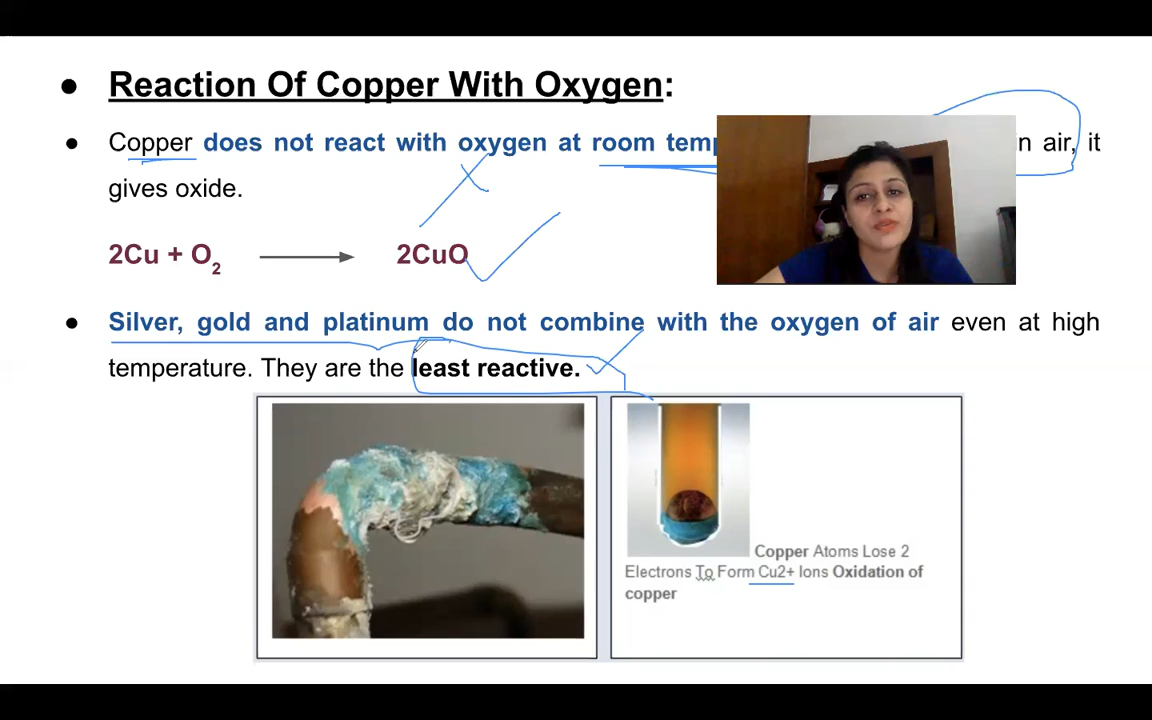 Reaction Of Copper With Oxygen:
Copper does not react with oxygen at room in air, it
gives oxide.
2Cu + O₂ → 2CuO
Silver, gold and platinum do not combine with the oxygen of air even at high
temperature. They are the least reactive.
Copper Atoms Lose 2
Electrons To Form Cu2+ Ions Oxidation of
copper